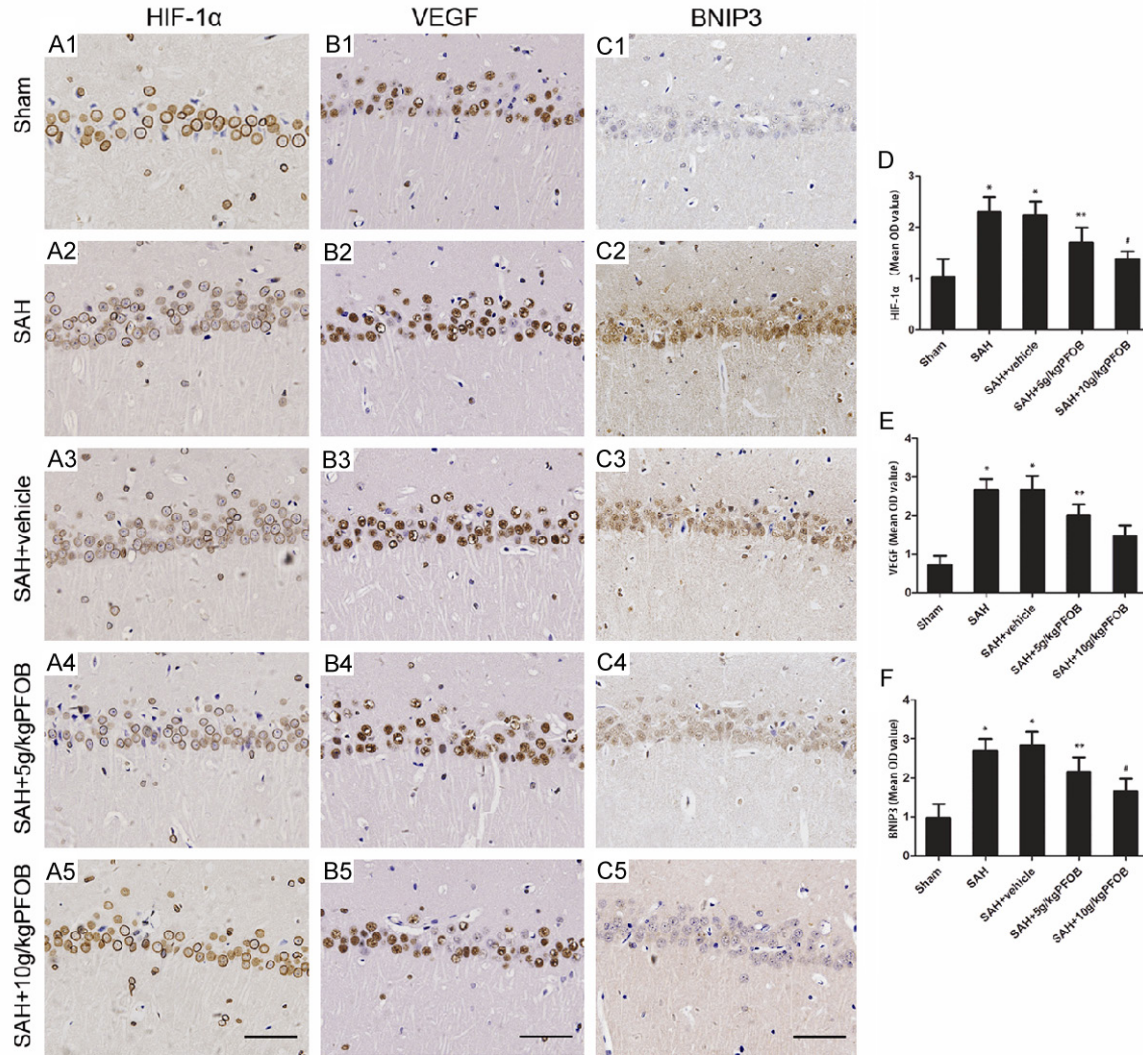 HIF-1α VEGF BNIP3
Sham
A1 B1 C1
SAH
A2 B2 C2
SAH+vehicle
A3 B3 C3
SAH+5g/kgPFOB
A4 B4 C4
SAH+10g/kgPFOB
A5 B5 C5
D
HIF-1α (Mean OD value)
3
2
1
0
* * ** #
Sham SAH SAH+vehicle SAH+5g/kgPFOB SAH+10g/kgPFOB
E
VEGF (Mean OD value)
4
3
2
1
0
* * **
Sham SAH SAH+vehicle SAH+5g/kgPFOB SAH+10g/kgPFOB
F
BNIP3 (Mean OD value)
4
3
2
1
0
* * ** #
Sham SAH SAH+vehicle SAH+5g/kgPFOB SAH+10g/kgPFOB